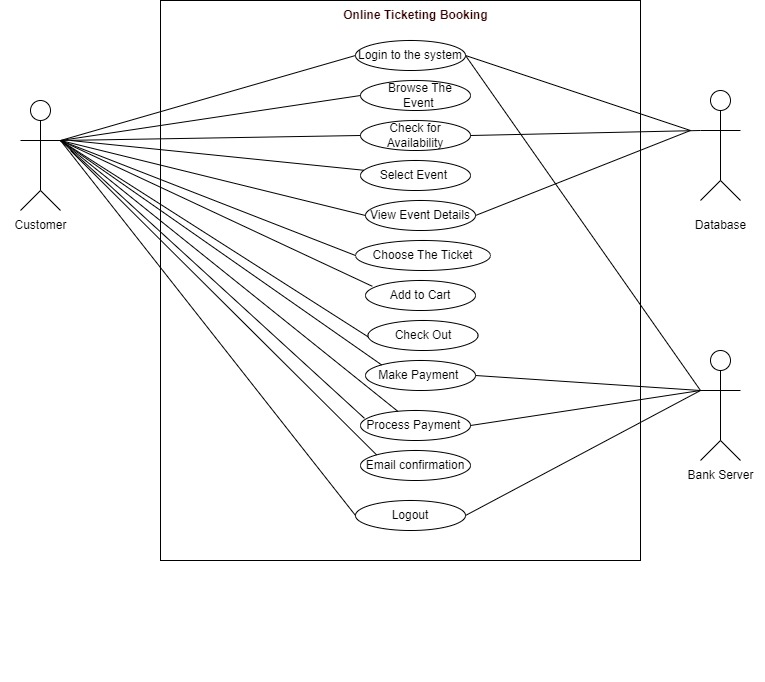 Online Ticketing Booking
Login to the system
Browse The
Event
Check for
Availability
Select Event
View Event Details
Choose The Ticket
Add to Cart
Check Out
Make Payment
Process Payment
Email confirmation
Logout
Customer
Database
Bank Server